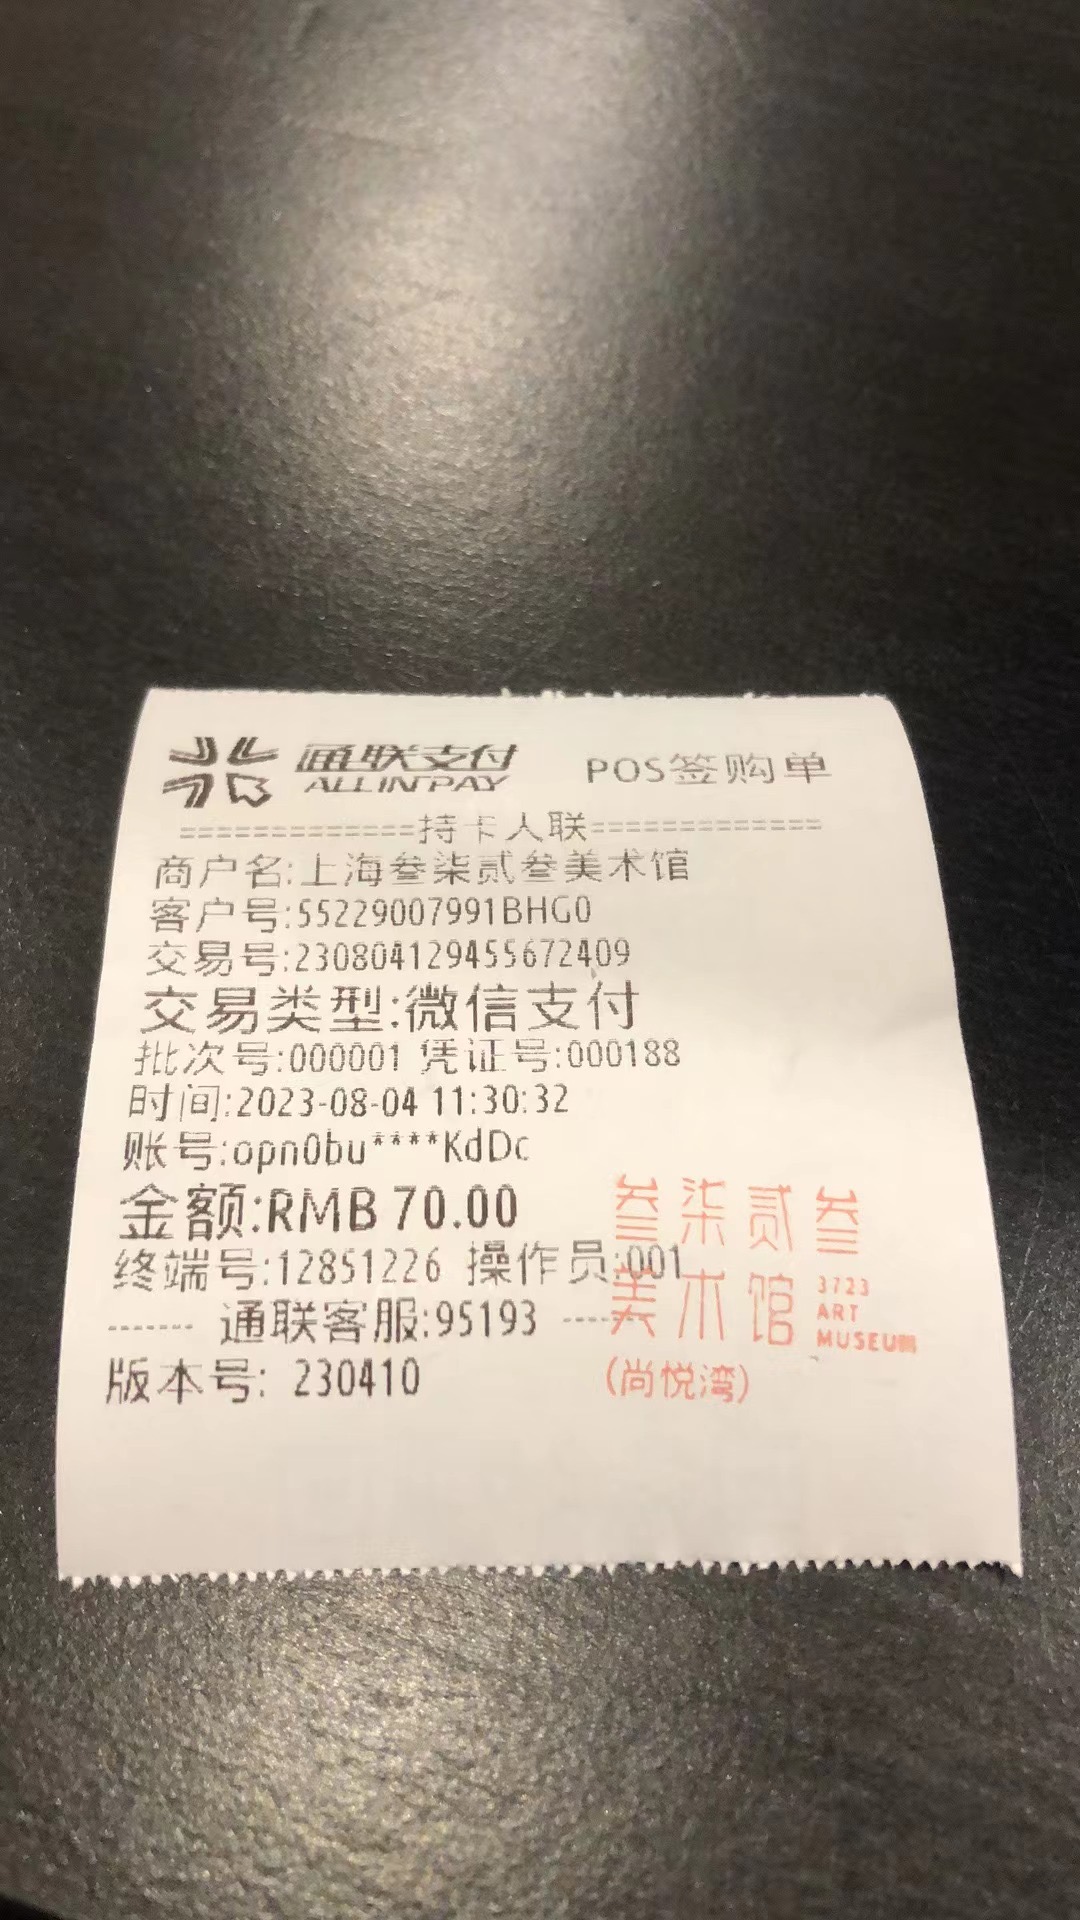 通联支付 POS签购单
ALLINPAY
=============持卡人联=============
商户名:上海叁柒贰叁美术馆
客户号:55229007991BHG0
交易号:230804129455672409
交易类型:微信支付
批次号:000001 凭证号:000188
时间:2023-08-04 11:30:32
账号:opn0bu****KdDc
金额:RMB 70.00
终端号:12851226 操作员:001
------- 通联客服:95193 -----
版本号: 230410
叁柒贰叁
美术馆
3723
ART
MUSEUM
(尚悦湾)